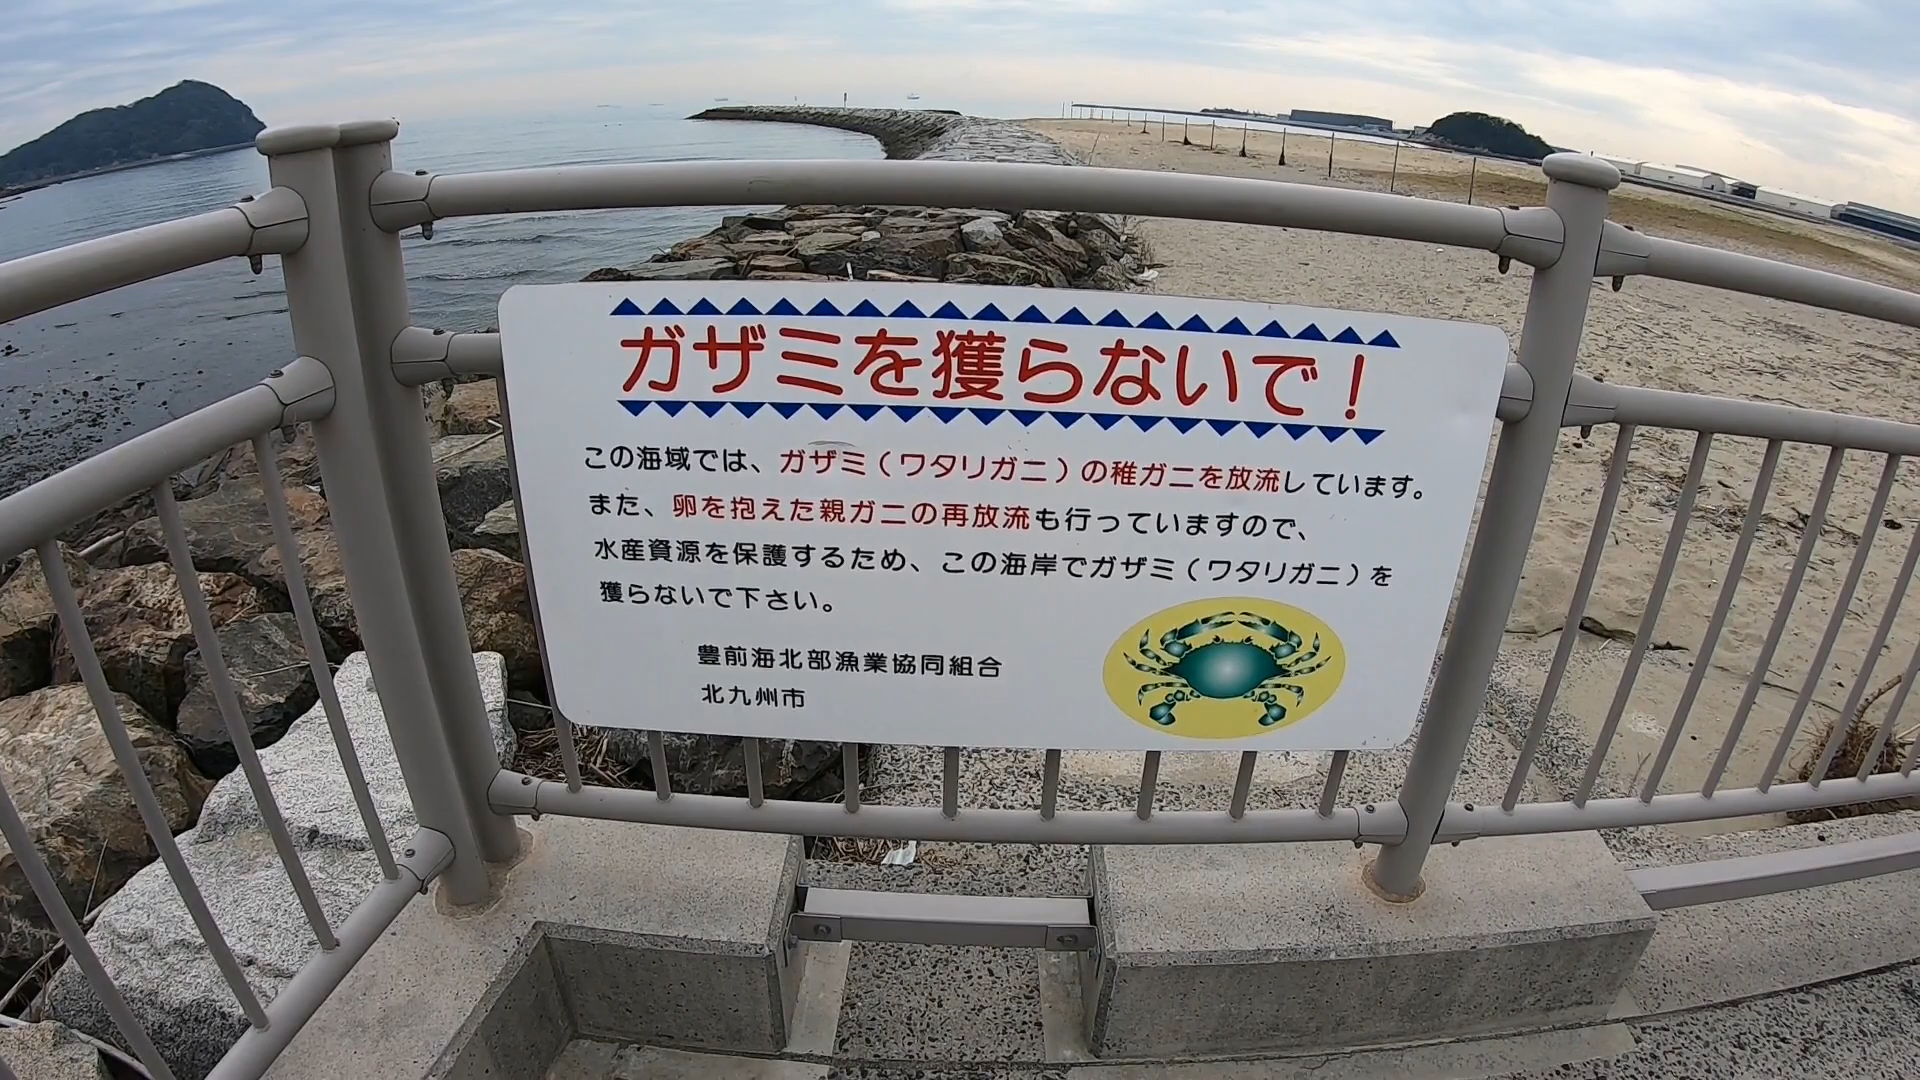 ガザミを獲らないで！
この海域では、ガザミ（ワタリガニ）の稚ガニを放流しています。
また、卵を抱えた親ガニの再放流も行っていますので、
水産資源を保護するため、この海岸でガザミ（ワタリガニ）を
獲らないで下さい。
豊前海北部漁業協同組合
北九州市